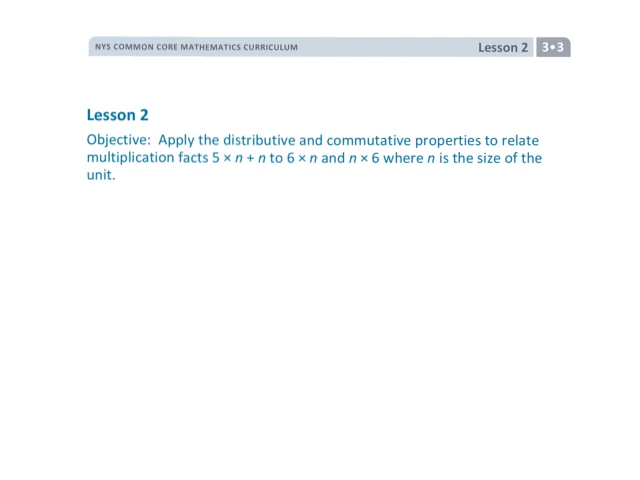 NYS COMMON CORE MATHEMATICS CURRICULUM Lesson 2 3•3
Lesson 2
Objective: Apply the distributive and commutative properties to relate
multiplication facts 5 × n + n to 6 × n and n × 6 where n is the size of the
unit.